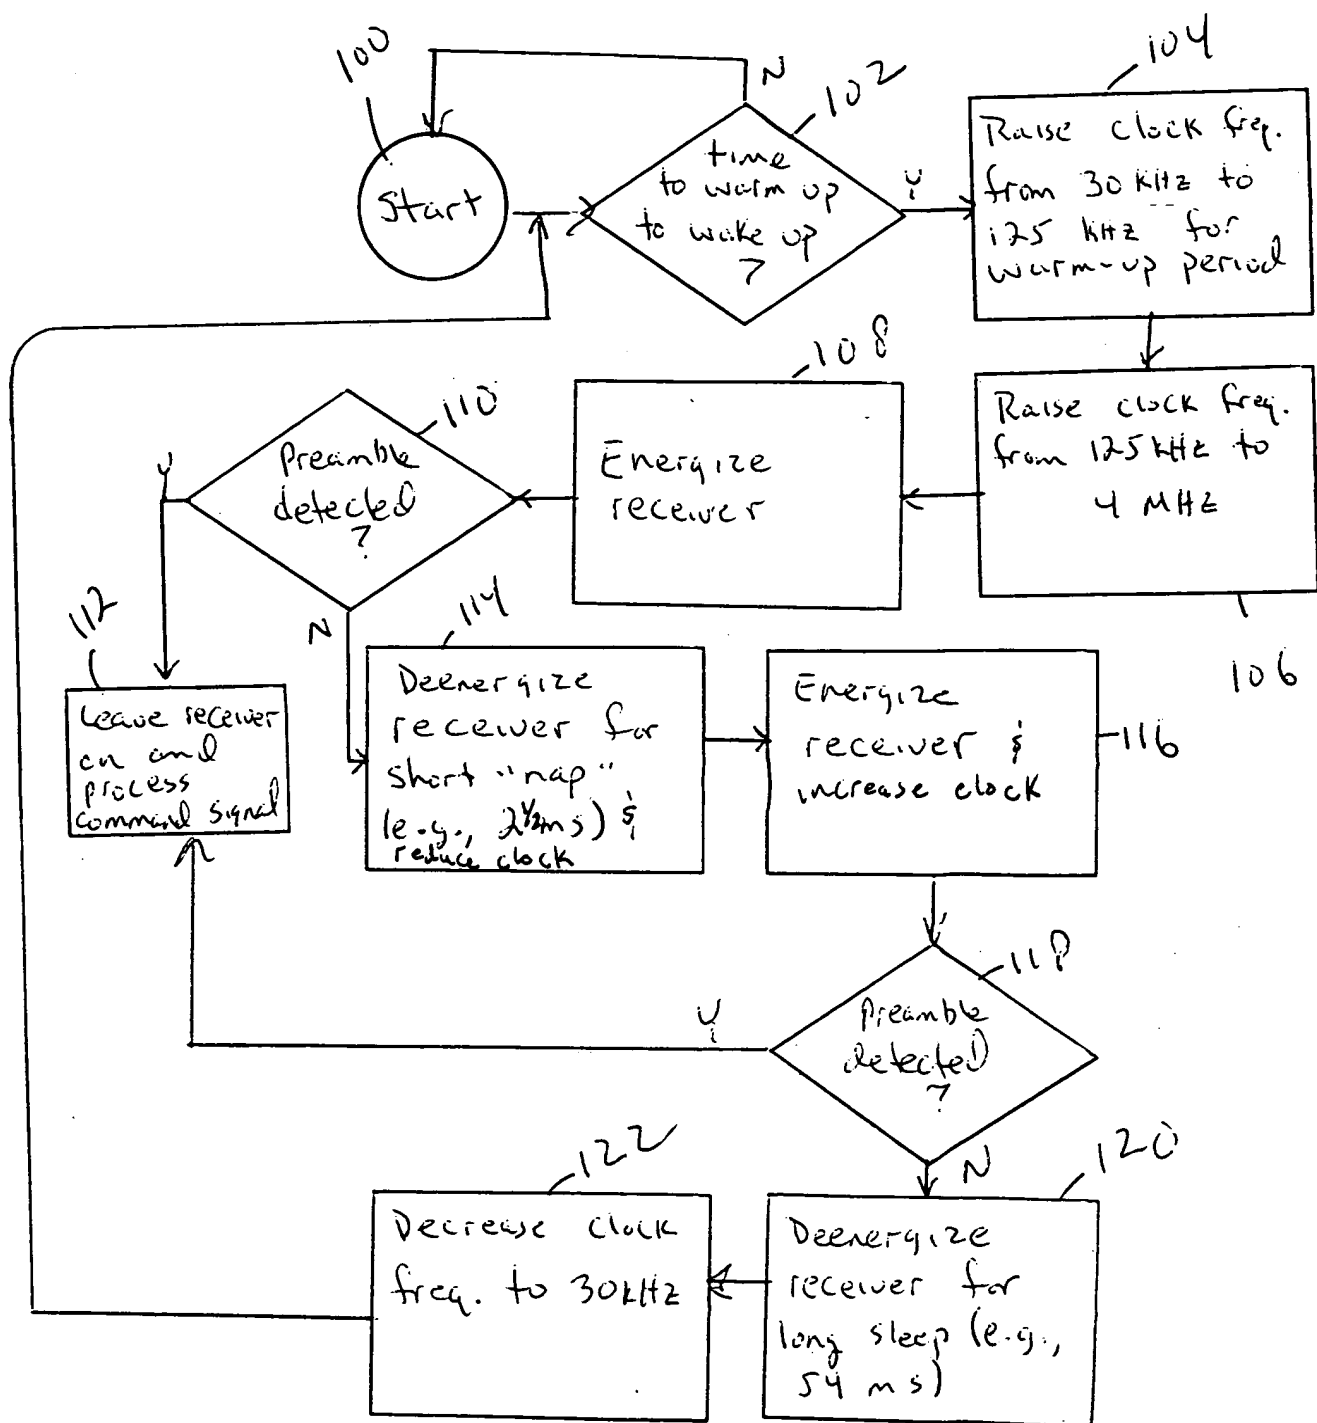 100
Start
N
102
time
to warm up
to wake up
?
Y
104
Raise clock freq.
from 30 kHz to
125 kHz for
warm-up period
Raise clock freq.
from 125 kHz to
4 MHz
106
108
Energize
receiver
110
Preamble
detected
?
Y
N
112
Leave receiver
on and
process
command signal
114
Deenergize
receiver for
short "nap"
(e.g., 2½ms) &
reduce clock
Energize
receiver &
increase clock
116
118
Preamble
detected
?
Y
N
120
Deenergize
receiver for
long sleep (e.g.,
54 ms)
122
Decrease clock
freq. to 30kHz